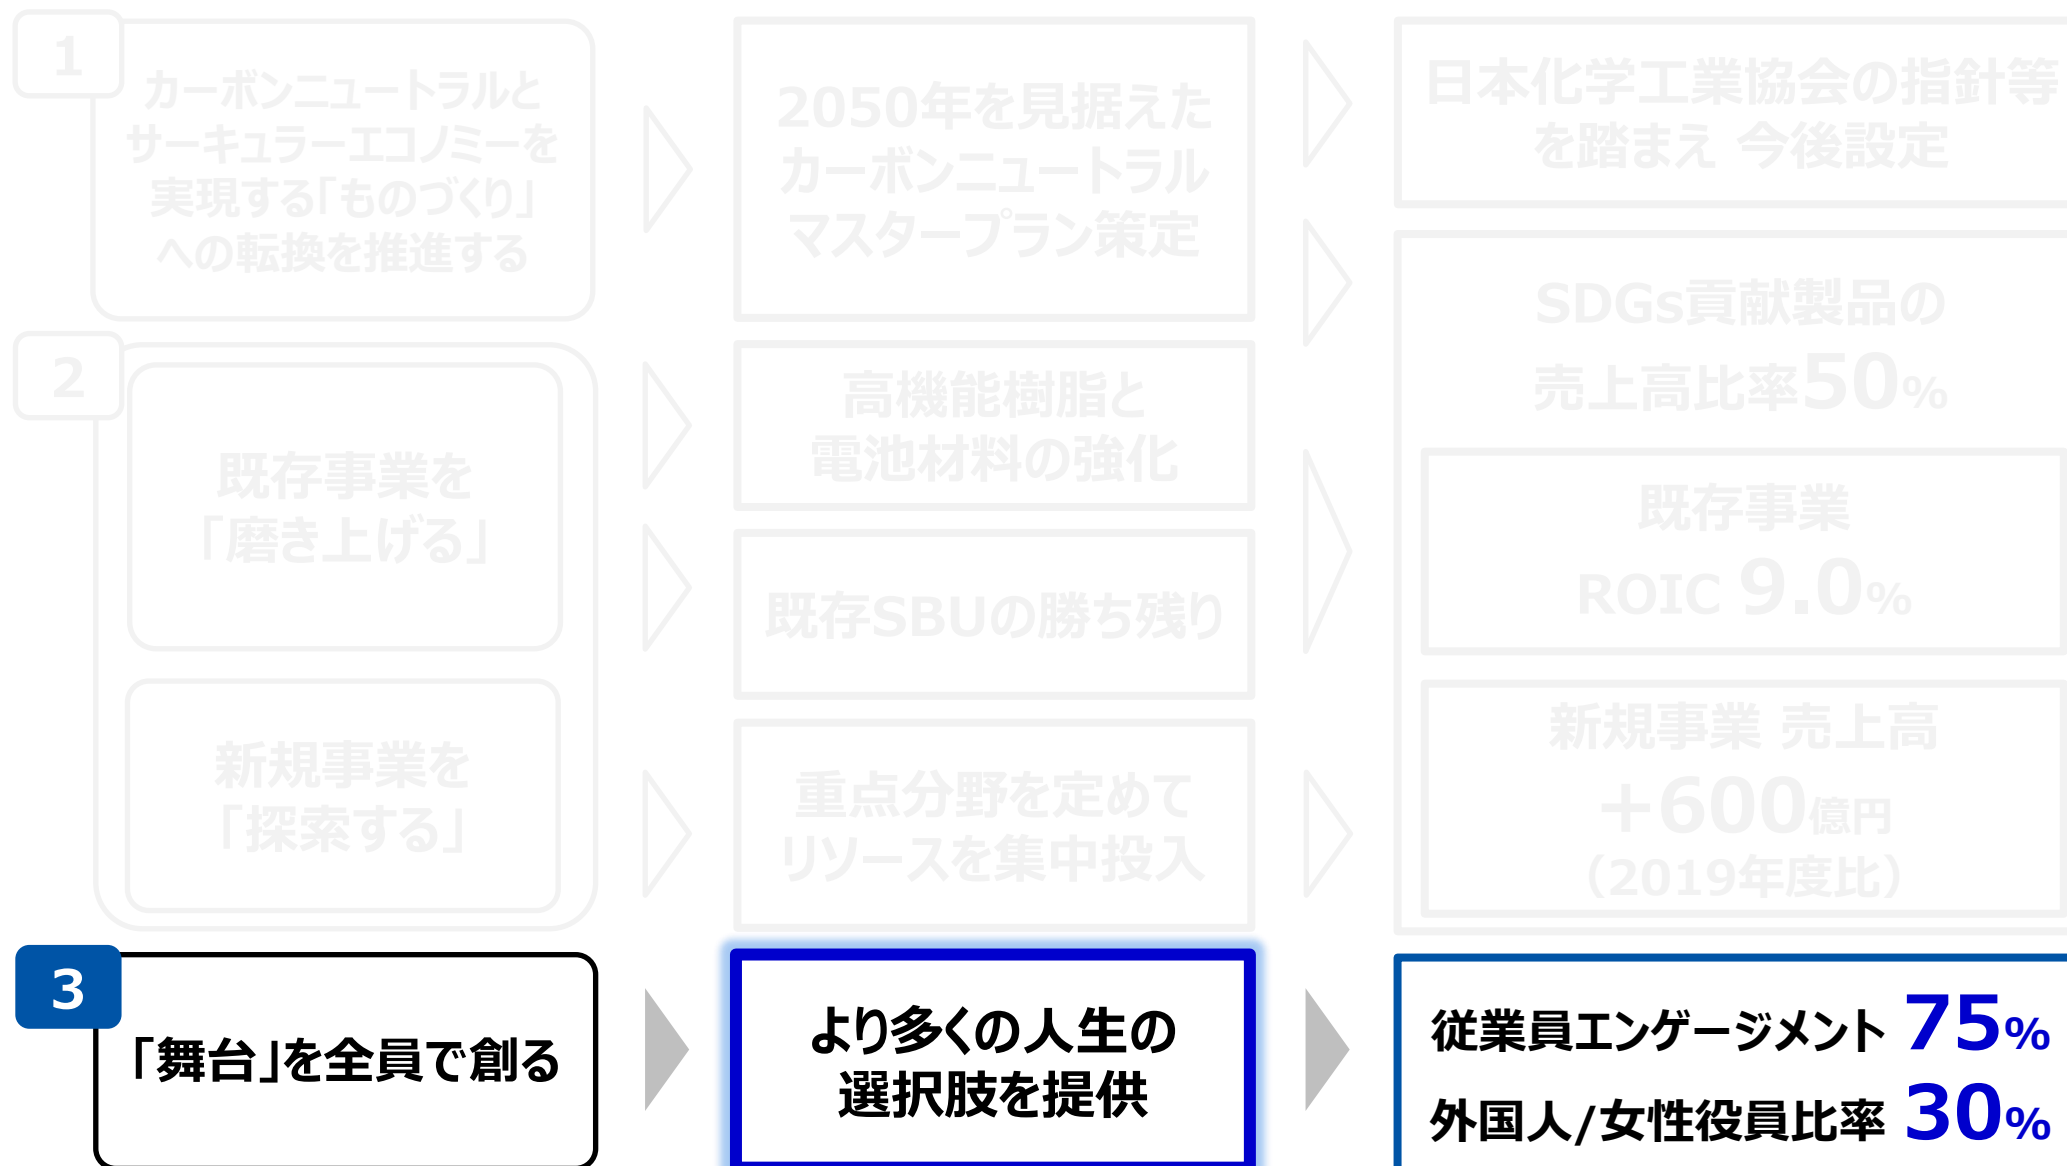 1
カーボンニュートラルと
サーキュラーエコノミーを
実現する「ものづくり」
への転換を推進する
2050年を見据えた
カーボンニュートラル
マスタープラン策定
日本化学工業協会の指針等
を踏まえ 今後設定
2
既存事業を
「磨き上げる」
高機能樹脂と
電池材料の強化
既存SBUの勝ち残り
SDGs貢献製品の
売上高比率50%
既存事業
ROIC 9.0%
新規事業を
「探索する」
重点分野を定めて
リソースを集中投入
新規事業 売上高
+600億円
（2019年度比）
3
「舞台」を全員で創る
より多くの人生の
選択肢を提供
従業員エンゲージメント 75%
外国人/女性役員比率 30%